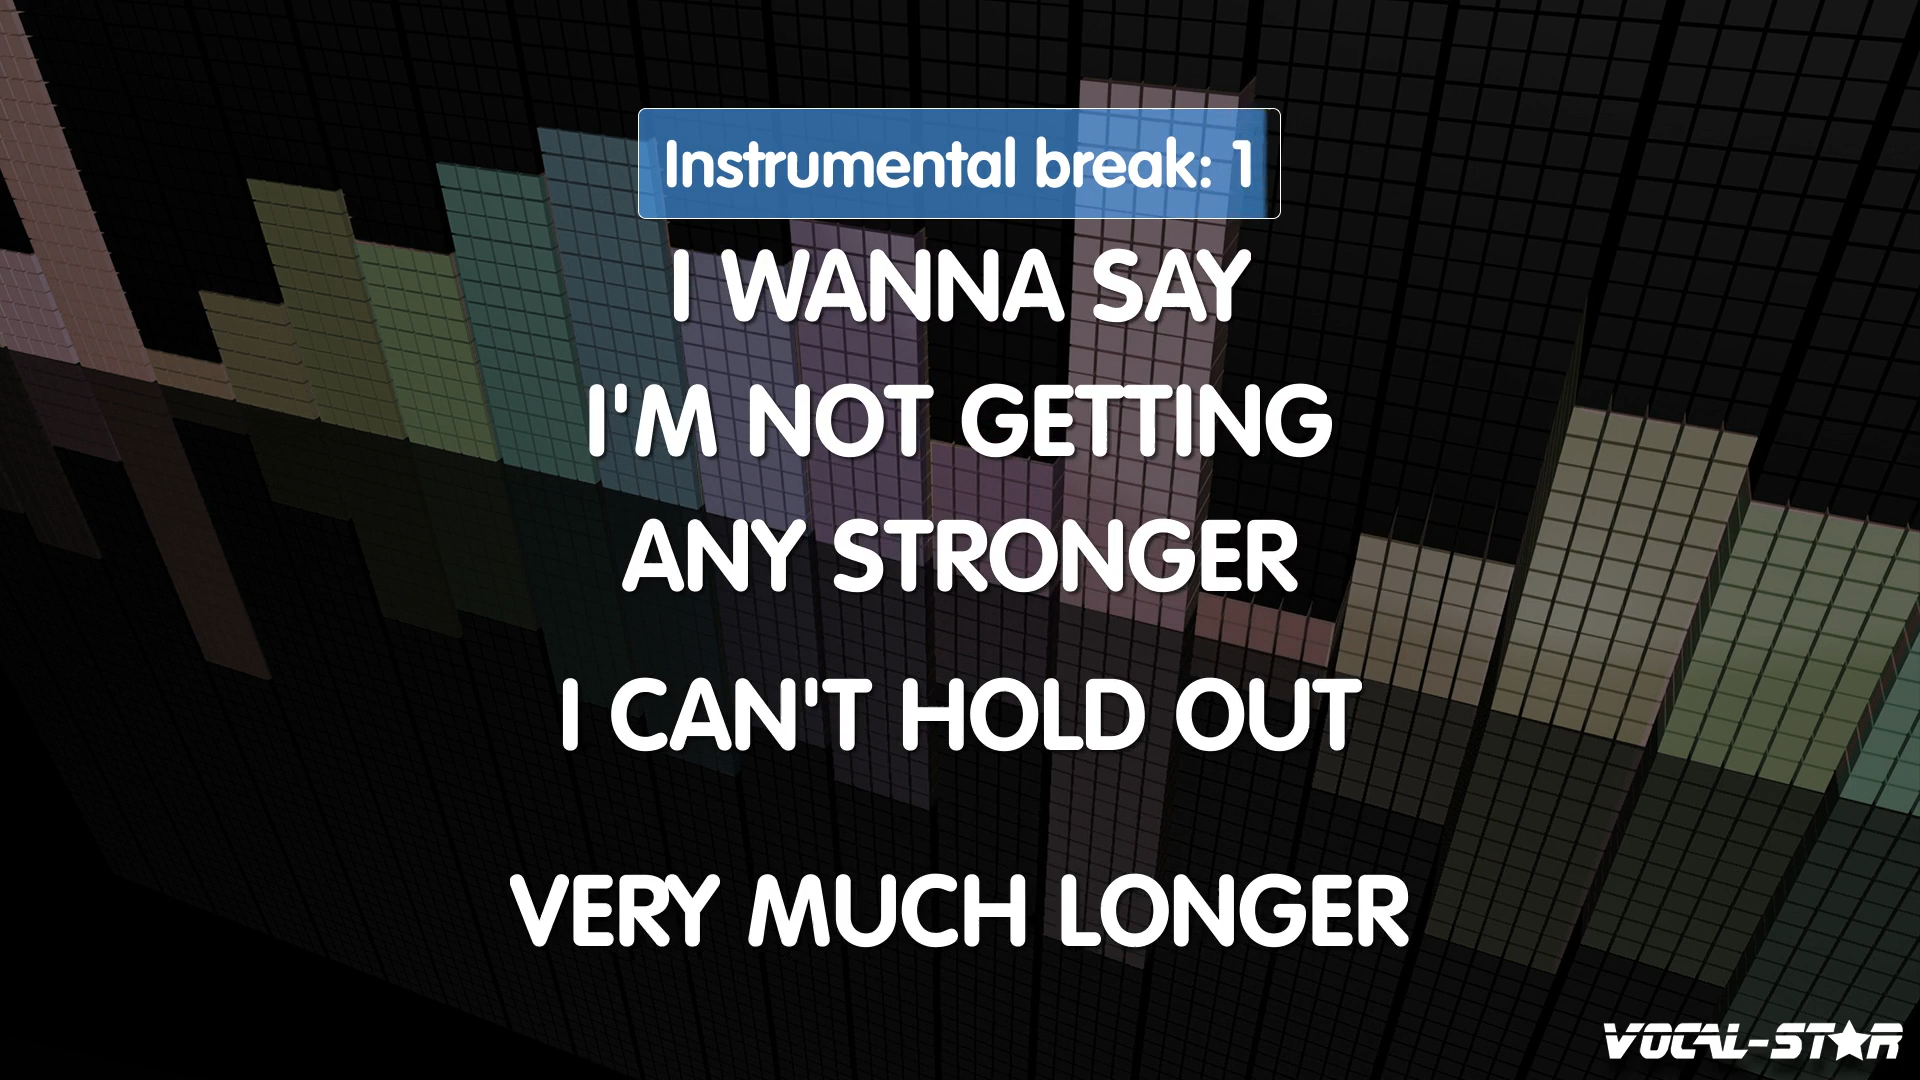 Instrumental break: 1
I WANNA SAY
I'M NOT GETTING
ANY STRONGER
I CAN'T HOLD OUT
VERY MUCH LONGER
VOCAL-STAR